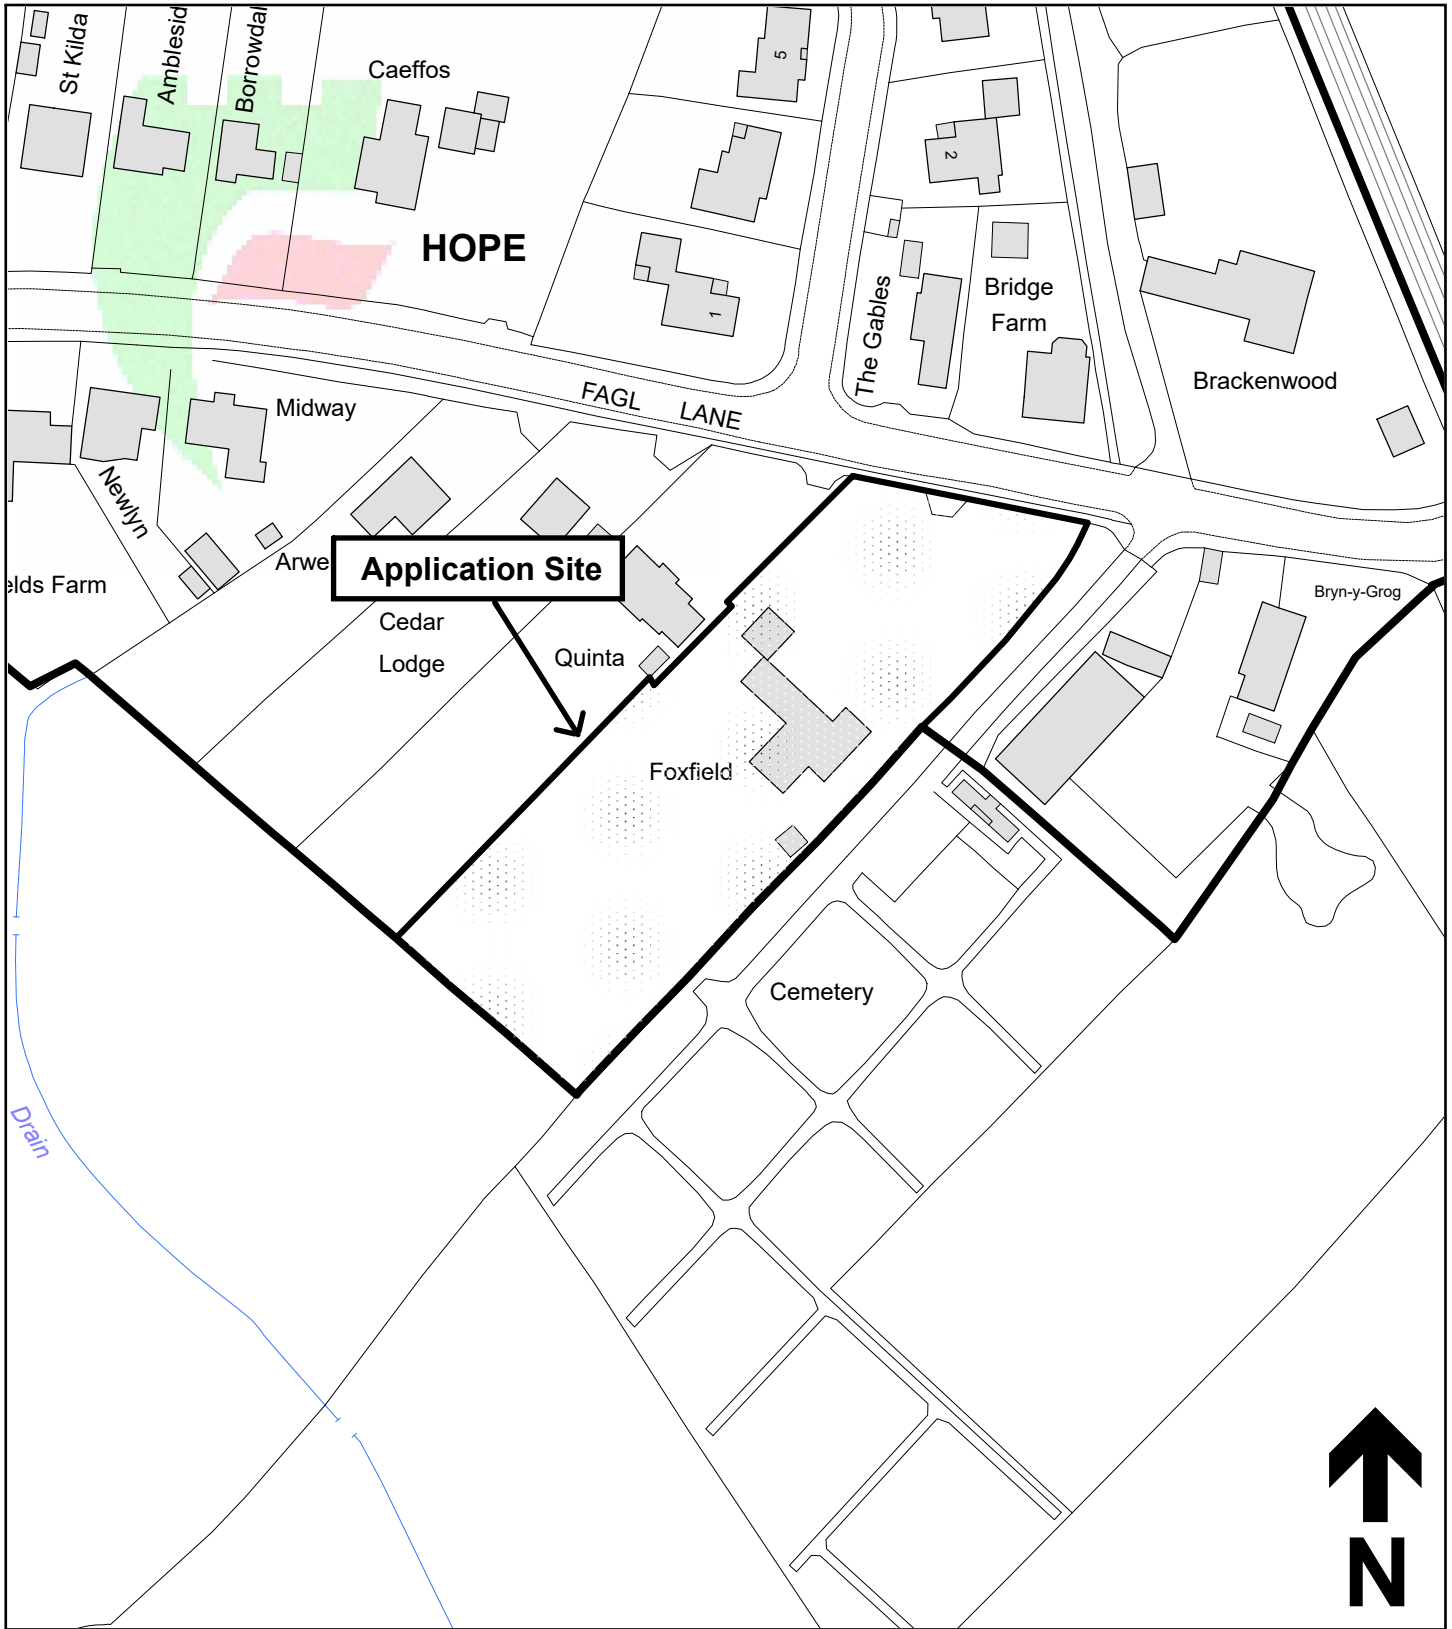 St Kilda
Amblesid
Borrowdal
Caeffos
5
2
HOPE
1
The Gables
Bridge
Farm
Brackenwood
FAGL LANE
Midway
Newlyn
elds Farm
Arwe
Application Site
Cedar
Lodge
Quinta
Bryn-y-Grog
Foxfield
Cemetery
Drain
N